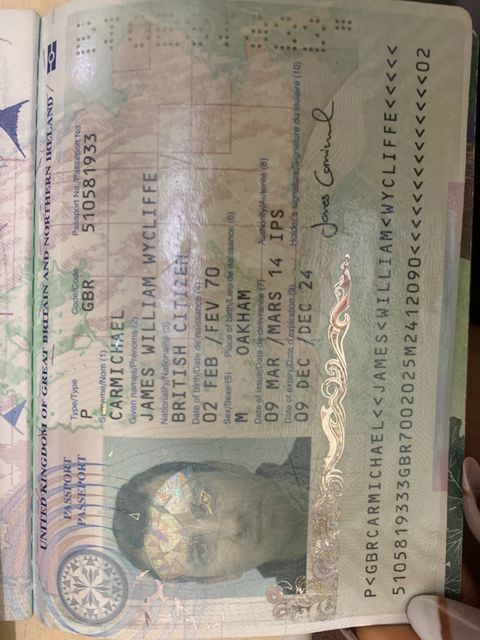 UNITED KINGDOM OF GREAT BRITAIN AND NORTHERN IRELAND
PASSPORT
PASSEPORT
Type/Type Code/Code Passport No./Passeport No.
P GBR 510581933
Surname/Nom (1)
CARMICHAEL
Given names/Prénoms (2)
JAMES WILLIAM WYCLIFFE
Nationality/Nationalité (3)
BRITISH CITIZEN
Date of birth/Date de naissance (4)
02 FEB /FEV 70
Sex/Sexe (5) Place of birth/Lieu de naissance (6)
M OAKHAM
Date of issue/Date de délivrance (7) Authority/Autorité (8)
09 MAR /MARS 14 IPS
Date of expiry/Date d'expiration (9) Holder's signature/Signature du titulaire (10)
09 DEC /DEC 24
James Carmichael
P<GBRCARMICHAEL<<JAMES<WILLIAM<WYCLIFFE<<<<<
5105819333GBR7002025M2412090<<<<<<<<<<<<<<<02